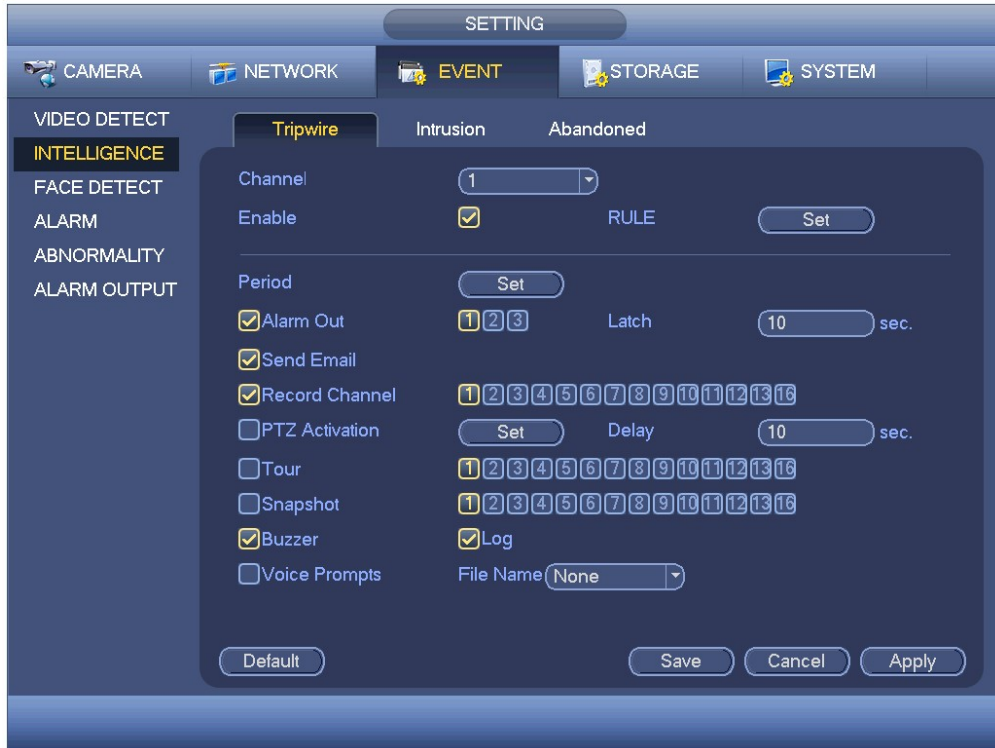 SETTING
CAMERA NETWORK EVENT STORAGE SYSTEM
VIDEO DETECT
INTELLIGENCE
FACE DETECT
ALARM
ABNORMALITY
ALARM OUTPUT
Tripwire Intrusion Abandoned
Channel 1
Enable RULE Set
Period Set
Alarm Out 1 2 3 Latch 10 sec.
Send Email
Record Channel 1 2 3 4 5 6 7 8 9 10 11 12 13 16
PTZ Activation Set Delay 10 sec.
Tour 1 2 3 4 5 6 7 8 9 10 11 12 13 16
Snapshot 1 2 3 4 5 6 7 8 9 10 11 12 13 16
Buzzer Log
Voice Prompts File Name None
Default Save Cancel Apply